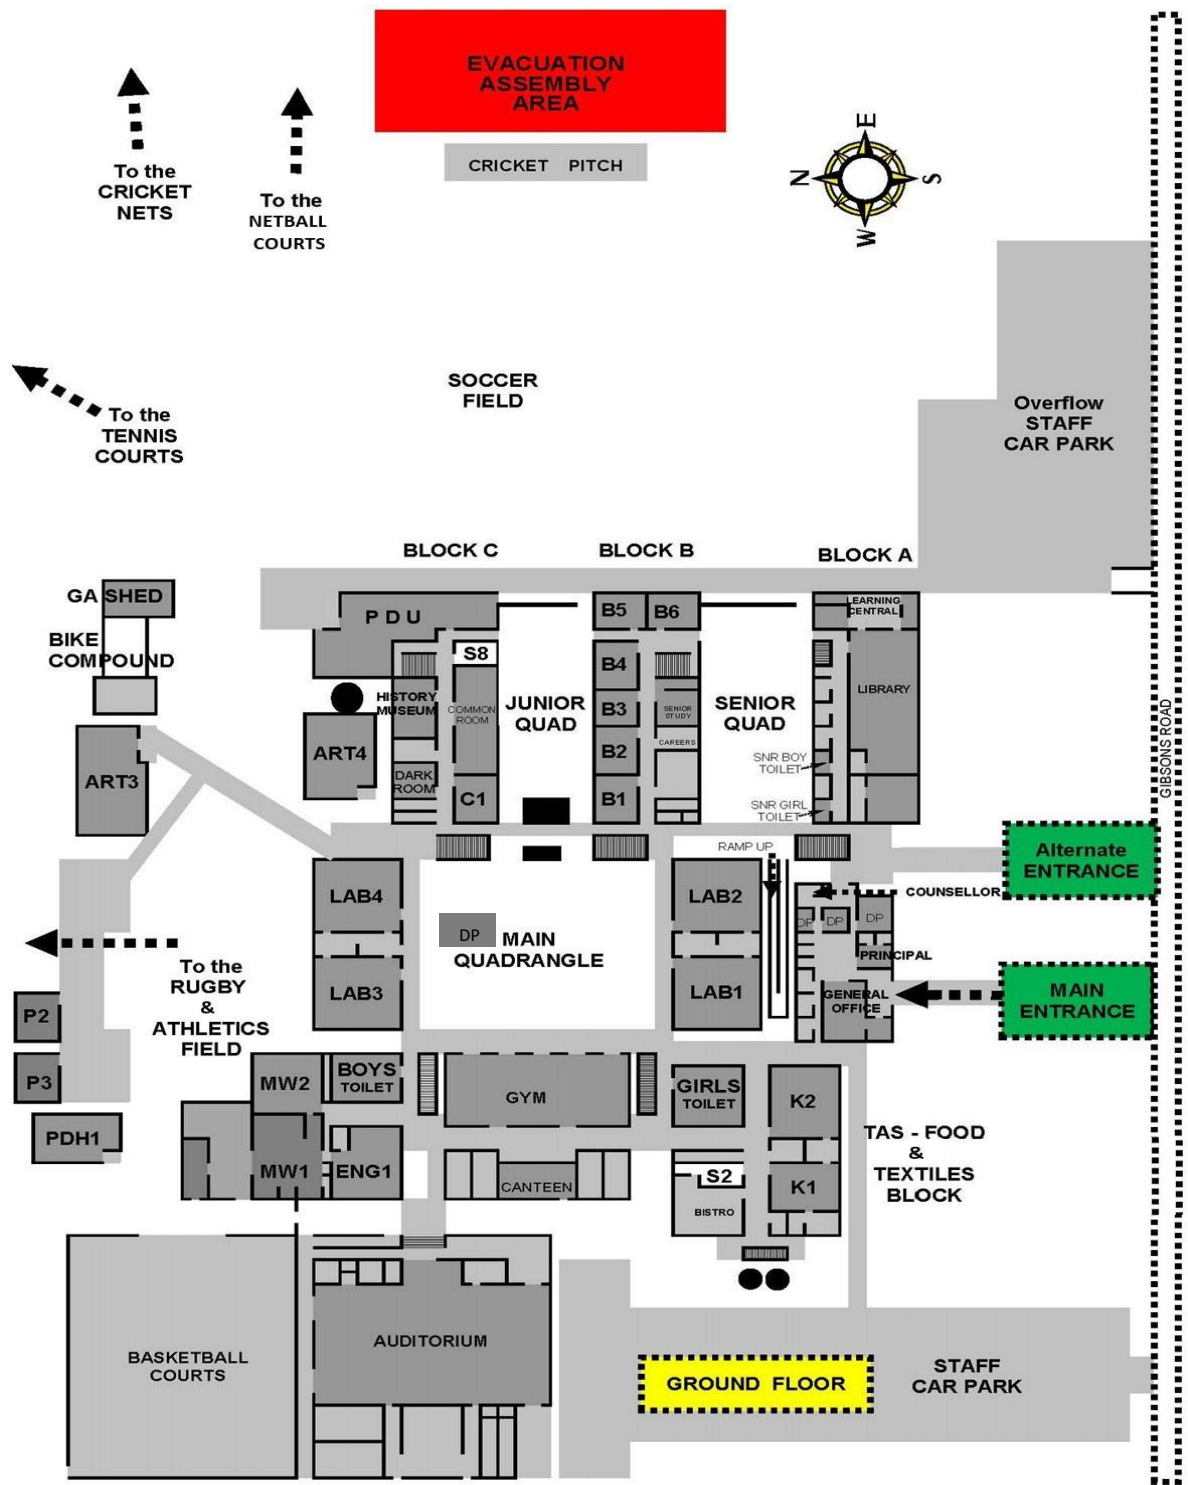 EVACUATION
ASSEMBLY
AREA
CRICKET PITCH
To the
CRICKET
NETS
To the
NETBALL
COURTS
E
N
S
W
SOCCER
FIELD
To the
TENNIS
COURTS
Overflow
STAFF
CAR PARK
BLOCK C
BLOCK B
BLOCK A
GA SHED
BIKE
COMPOUND
P D U
B5
B6
LEARNING
CENTRAL
S8
B4
HISTORY
MUSEUM
COMMON
ROOM
JUNIOR
QUAD
B3
SENIOR
STUDY
SENIOR
QUAD
LIBRARY
GIBSONS ROAD
ART3
ART4
B2
CAREERS
SNR BOY
TOILET
DARK
ROOM
C1
B1
SNR GIRL
TOILET
RAMP UP
Alternate
ENTRANCE
LAB4
LAB2
COUNSELLOR
DP
DP
DP
DP
MAIN
QUADRANGLE
PRINCIPAL
To the
RUGBY
&
ATHLETICS
FIELD
LAB3
LAB1
GENERAL
OFFICE
MAIN
ENTRANCE
P2
P3
MW2
BOYS
TOILET
GYM
GIRLS
TOILET
K2
PDH1
MW1
ENG1
CANTEEN
S2
BISTRO
K1
TAS - FOOD
&
TEXTILES
BLOCK
BASKETBALL
COURTS
AUDITORIUM
GROUND FLOOR
STAFF
CAR PARK